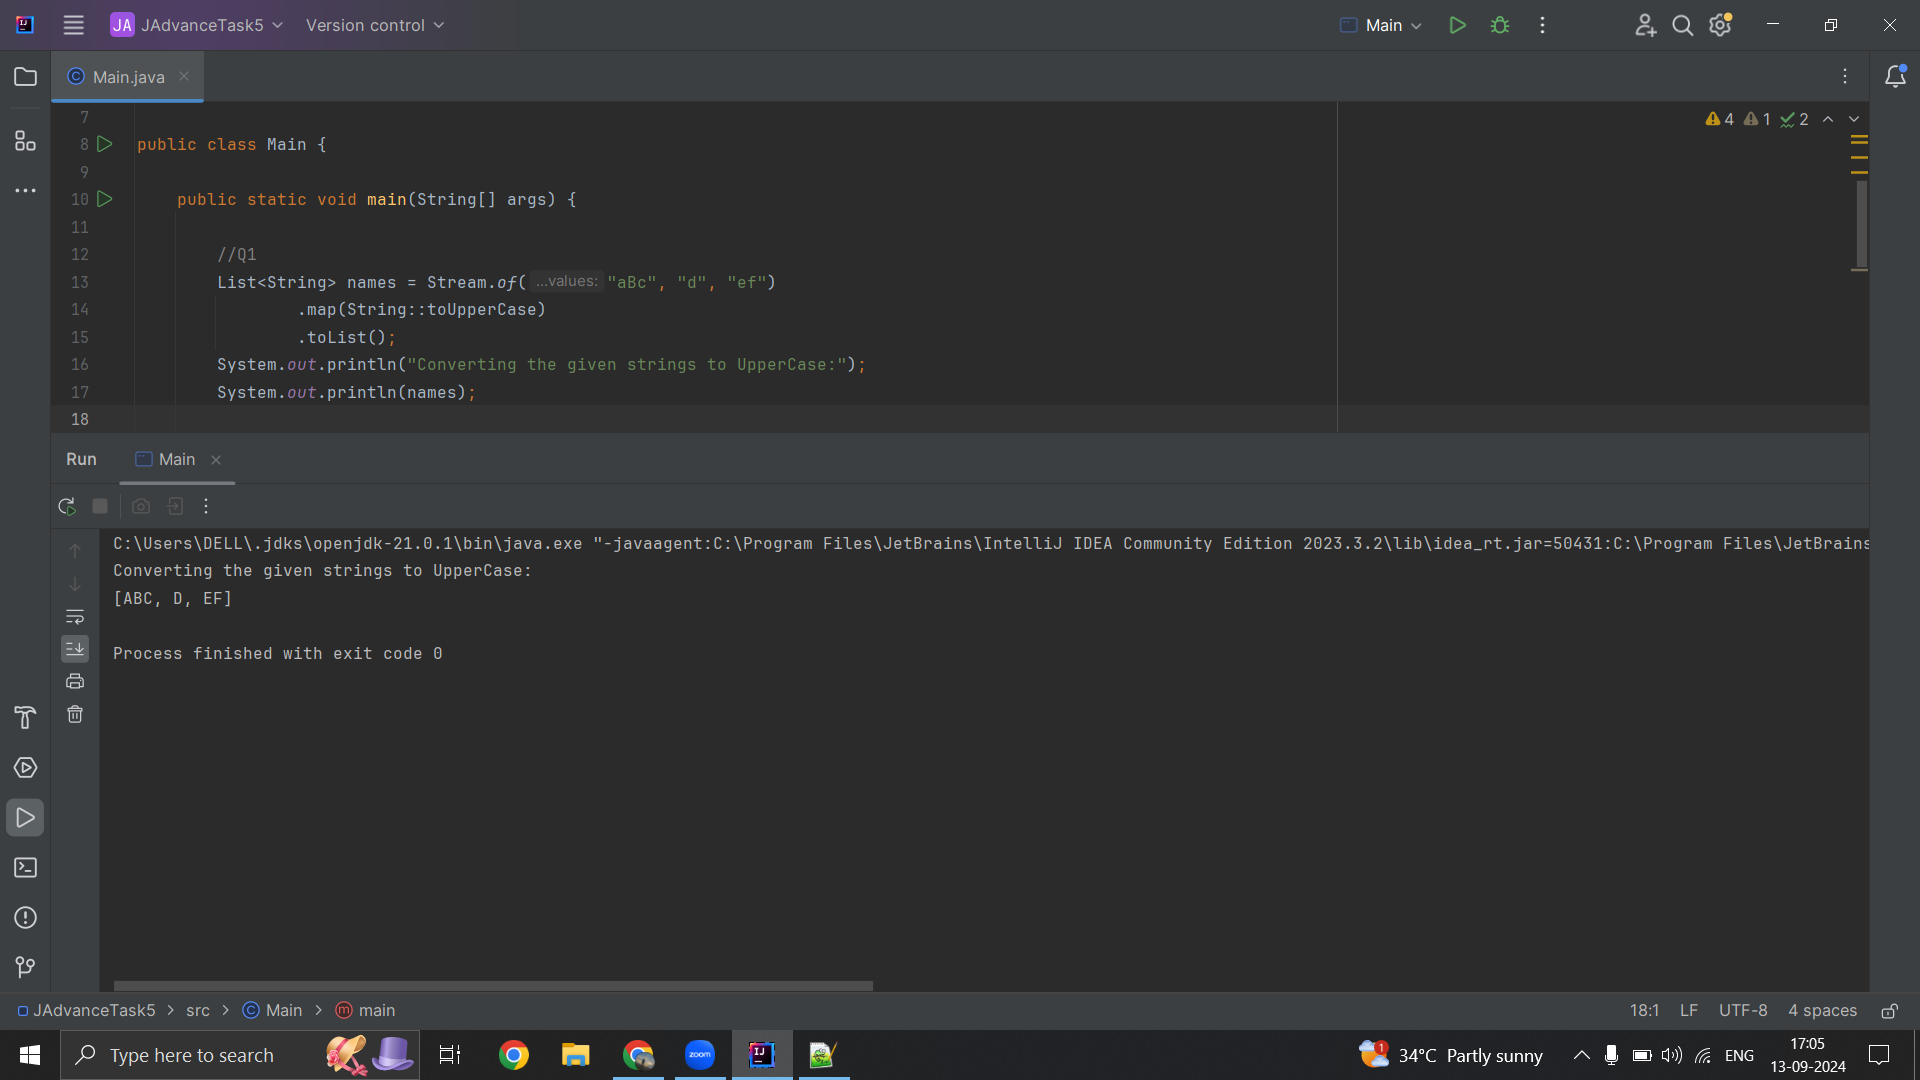 JA JAdvanceTask5 Version control Main
Main.java
4 1 2
7
8 public class Main {
9
10 public static void main(String[] args) {
11
12 //Q1
13 List<String> names = Stream.of( ...values: "aBc", "d", "ef")
14 .map(String::toUpperCase)
15 .toList();
16 System.out.println("Converting the given strings to UpperCase:");
17 System.out.println(names);
18
Run Main
C:\Users\DELL\.jdks\openjdk-21.0.1\bin\java.exe "-javaagent:C:\Program Files\JetBrains\IntelliJ IDEA Community Edition 2023.3.2\lib\idea_rt.jar=50431:C:\Program Files\JetBrains
Converting the given strings to UpperCase:
[ABC, D, EF]
Process finished with exit code 0
JAdvanceTask5 > src > C Main > m main 18:1 LF UTF-8 4 spaces
Type here to search zoom IJ 1 34°C Partly sunny ENG 17:05
13-09-2024